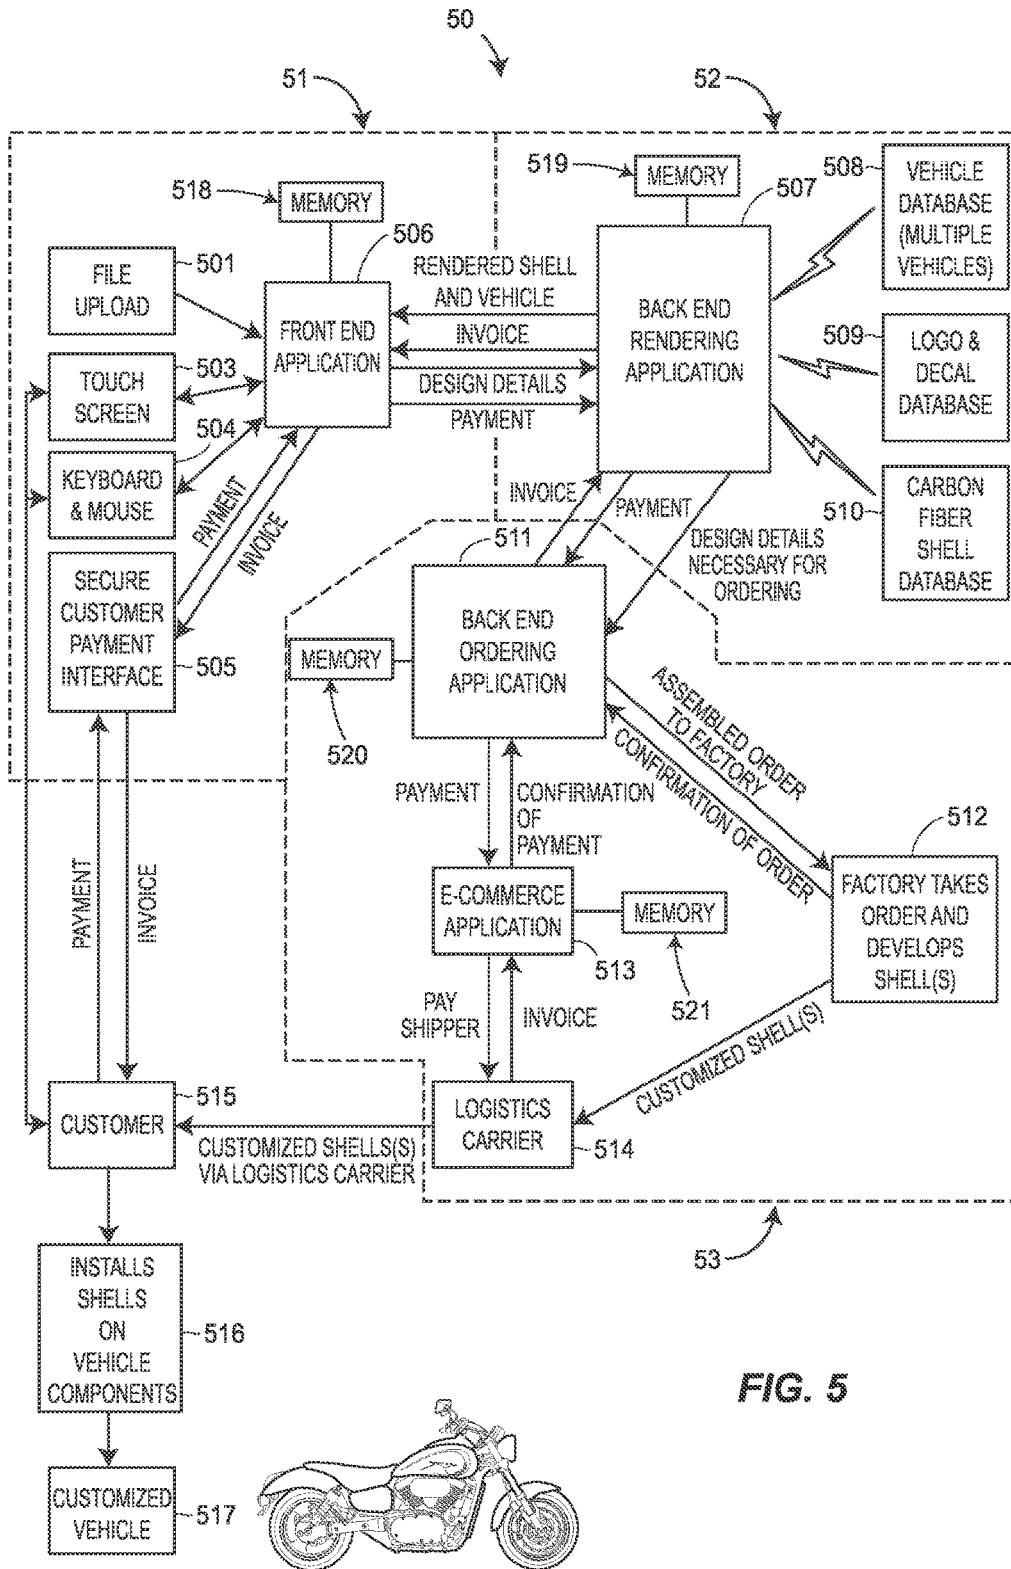 50
51
52
518
MEMORY
519
MEMORY
507
508
VEHICLE
DATABASE
(MULTIPLE
VEHICLES)
FILE
UPLOAD
501
506
FRONT END
APPLICATION
RENDERED SHELL
AND VEHICLE
INVOICE
DESIGN DETAILS
PAYMENT
BACK END
RENDERING
APPLICATION
509
LOGO &
DECAL
DATABASE
TOUCH
SCREEN
503
KEYBOARD
& MOUSE
504
PAYMENT
INVOICE
INVOICE
PAYMENT
DESIGN DETAILS
NECESSARY FOR
ORDERING
510
CARBON
FIBER
SHELL
DATABASE
SECURE
CUSTOMER
PAYMENT
INTERFACE
505
511
BACK END
ORDERING
APPLICATION
MEMORY
520
ASSEMBLED ORDER
TO FACTORY
CONFIRMATION OF ORDER
PAYMENT
CONFIRMATION
OF
PAYMENT
512
FACTORY TAKES
ORDER AND
DEVELOPS
SHELL(S)
E-COMMERCE
APPLICATION
513
MEMORY
521
PAYMENT
INVOICE
PAY
SHIPPER
INVOICE
CUSTOMIZED SHELL(S)
CUSTOMER
515
CUSTOMIZED SHELLS(S)
VIA LOGISTICS CARRIER
LOGISTICS
CARRIER
514
53
INSTALLS
SHELLS
ON
VEHICLE
COMPONENTS
516
CUSTOMIZED
VEHICLE
517
FIG. 5